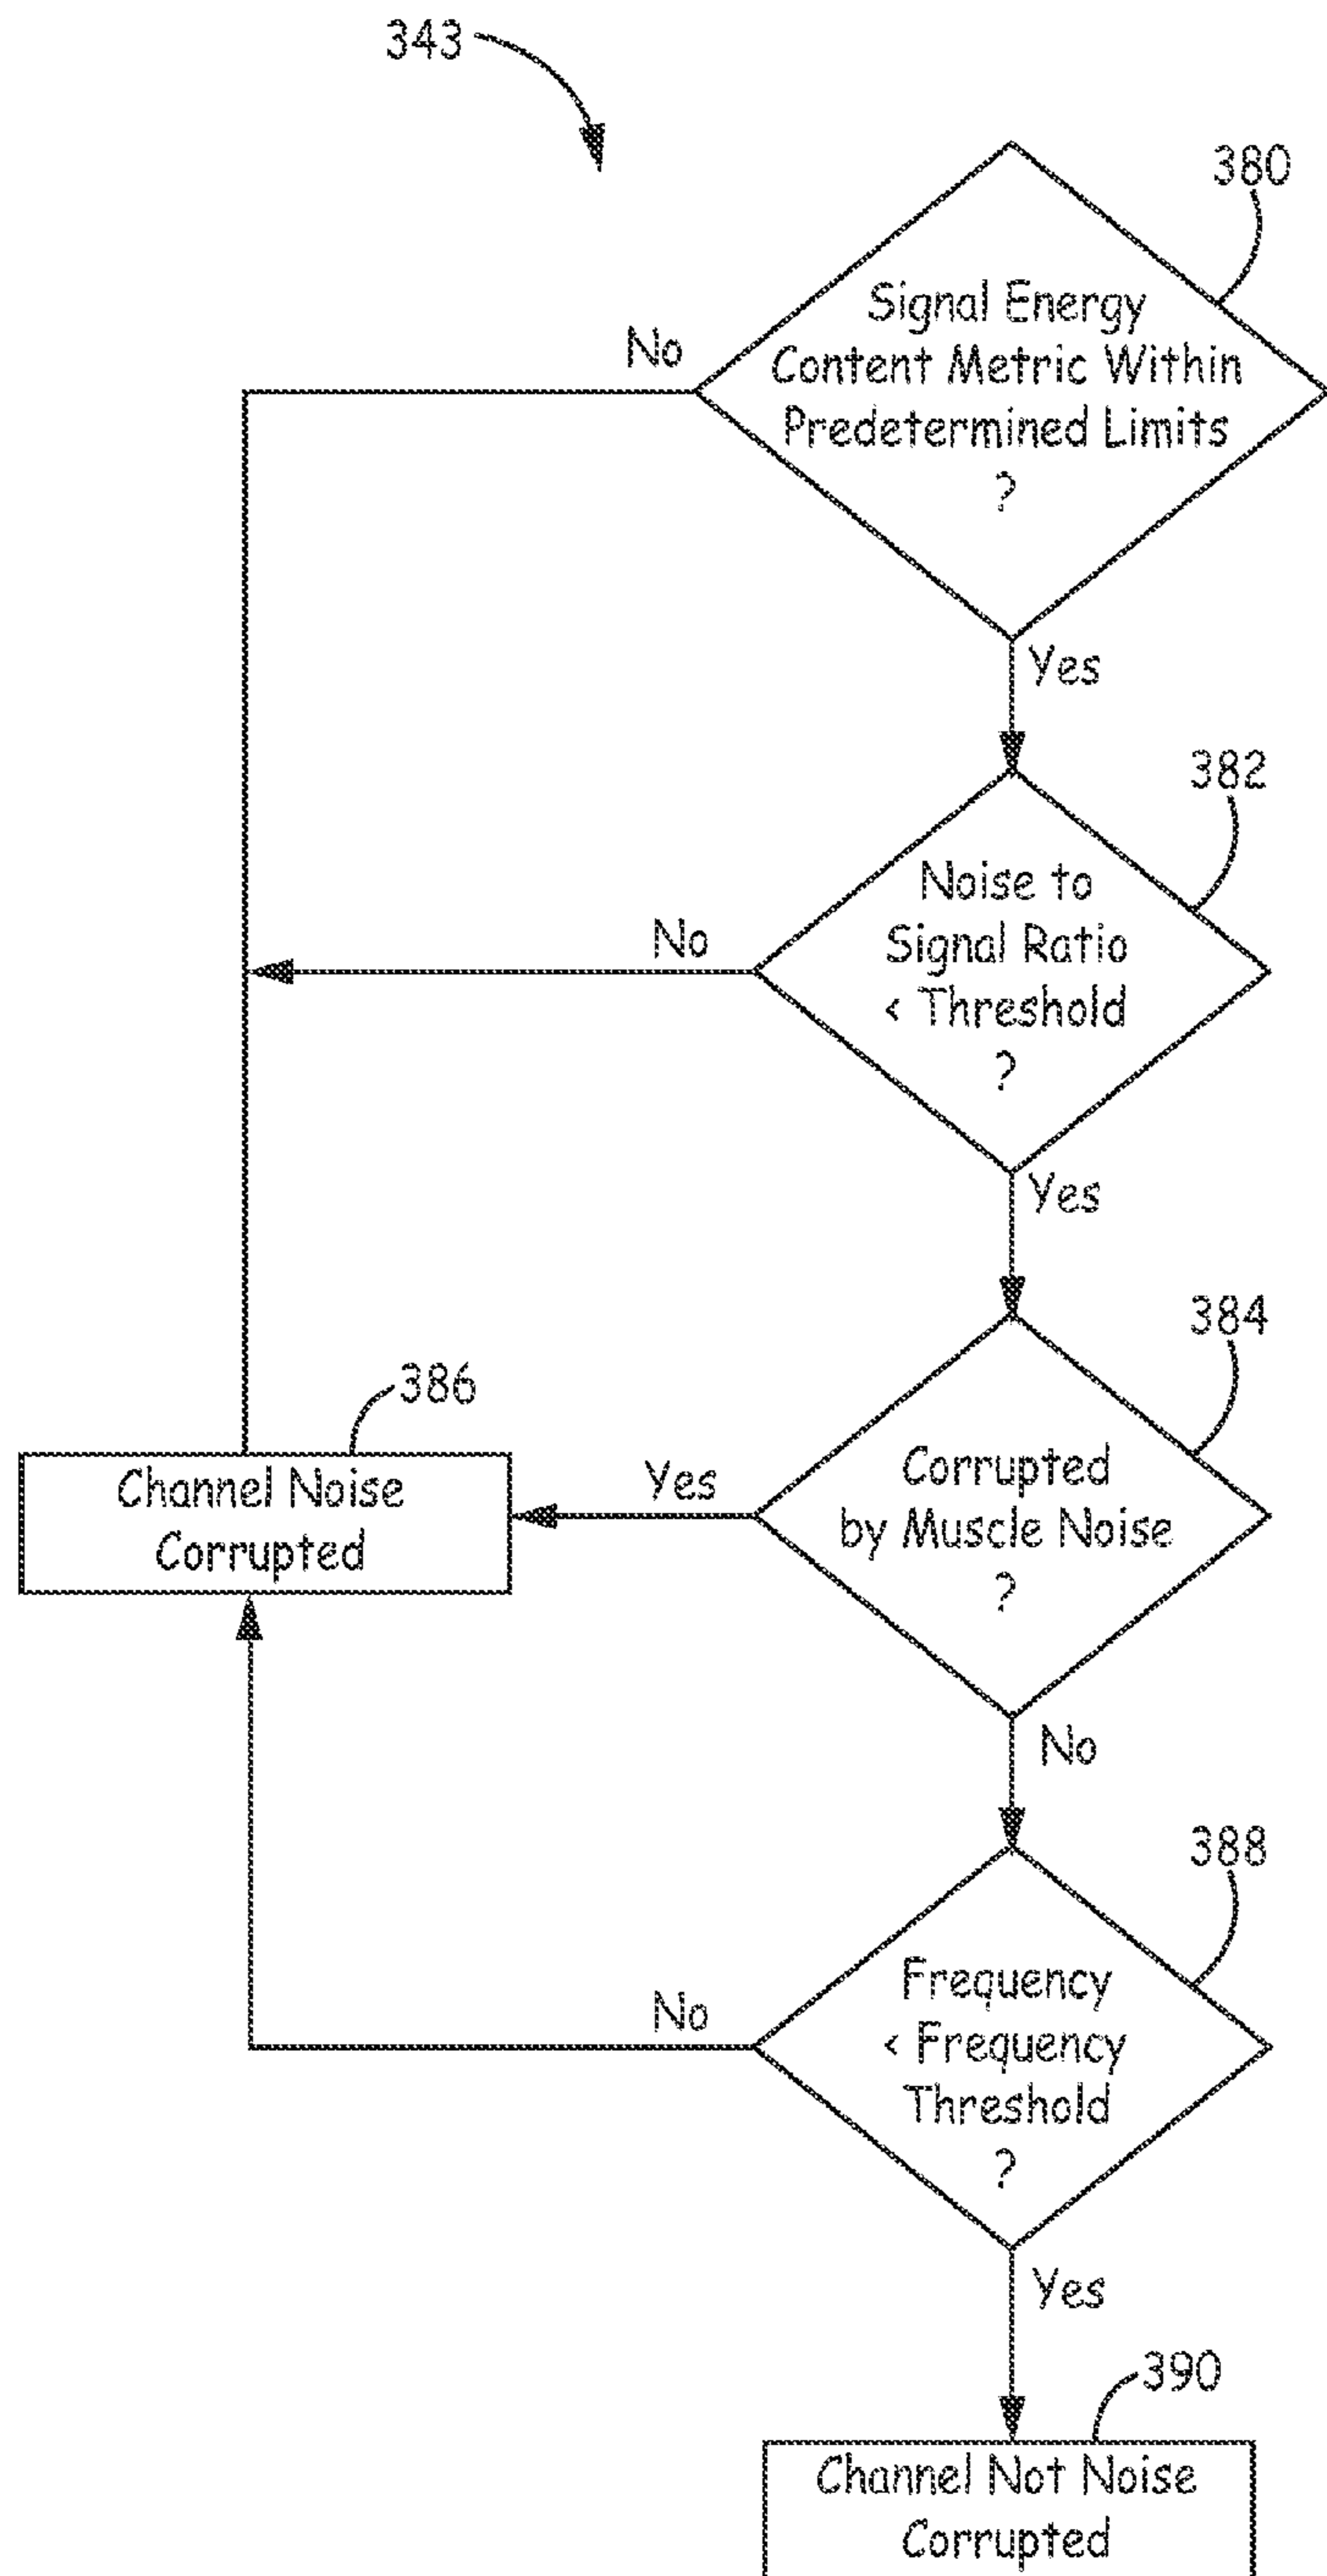 343
380
Signal Energy
Content Metric Within
Predetermined Limits
?
No
Yes
382
Noise to
Signal Ratio
< Threshold
?
No
Yes
384
Corrupted
by Muscle Noise
?
Yes
386
Channel Noise
Corrupted
No
388
Frequency
< Frequency
Threshold
?
No
Yes
390
Channel Not Noise
Corrupted